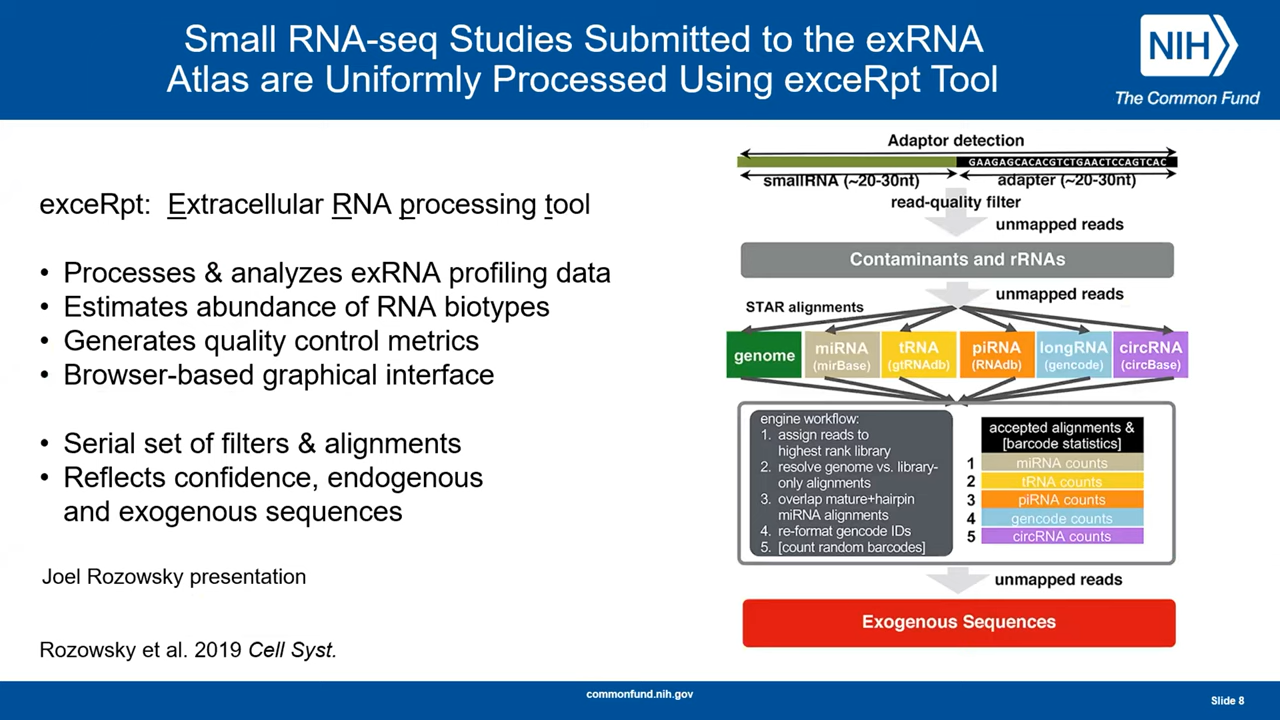 Small RNA-seq Studies Submitted to the exRNA
Atlas are Uniformly Processed Using exceRpt Tool
NIH
The Common Fund
exceRpt: Extracellular RNA processing tool
• Processes & analyzes exRNA profiling data
• Estimates abundance of RNA biotypes
• Generates quality control metrics
• Browser-based graphical interface
• Serial set of filters & alignments
• Reflects confidence, endogenous
and exogenous sequences
Joel Rozowsky presentation
Rozowsky et al. 2019 Cell Syst.
Adaptor detection
GAAGAGCACACGTCTGAACTCCAGTCAC
smallRNA (~20-30nt)
adapter (~20-30nt)
read-quality filter
unmapped reads
Contaminants and rRNAs
unmapped reads
STAR alignments
genome
miRNA
(mirBase)
tRNA
(gtRNAdb)
piRNA
(RNAdb)
longRNA
(gencode)
circRNA
(circBase)
engine workflow:
1. assign reads to
highest rank library
2. resolve genome vs. library-
only alignments
3. overlap mature+hairpin
miRNA alignments
4. re-format gencode IDs
5. [count random barcodes]
accepted alignments &
[barcode statistics]
1 miRNA counts
2 tRNA counts
3 piRNA counts
4 gencode counts
5 circRNA counts
unmapped reads
Exogenous Sequences
commonfund.nih.gov
Slide 8